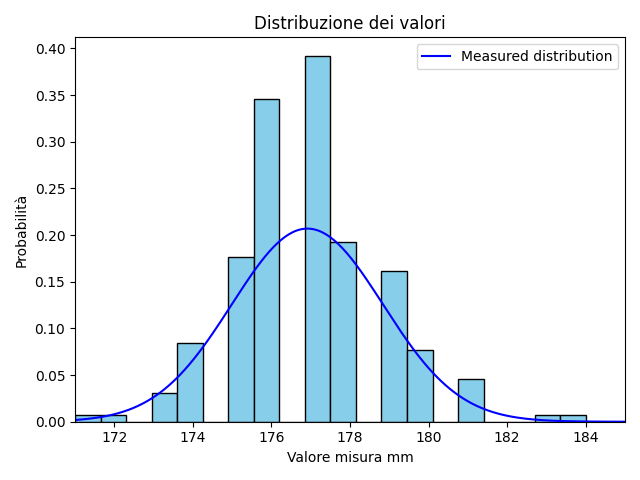 Distribuzione dei valori
Measured distribution
0.40
0.35
0.30
0.25
0.20
0.15
0.10
0.05
0.00
Probabilità
172 174 176 178 180 182 184
Valore misura mm